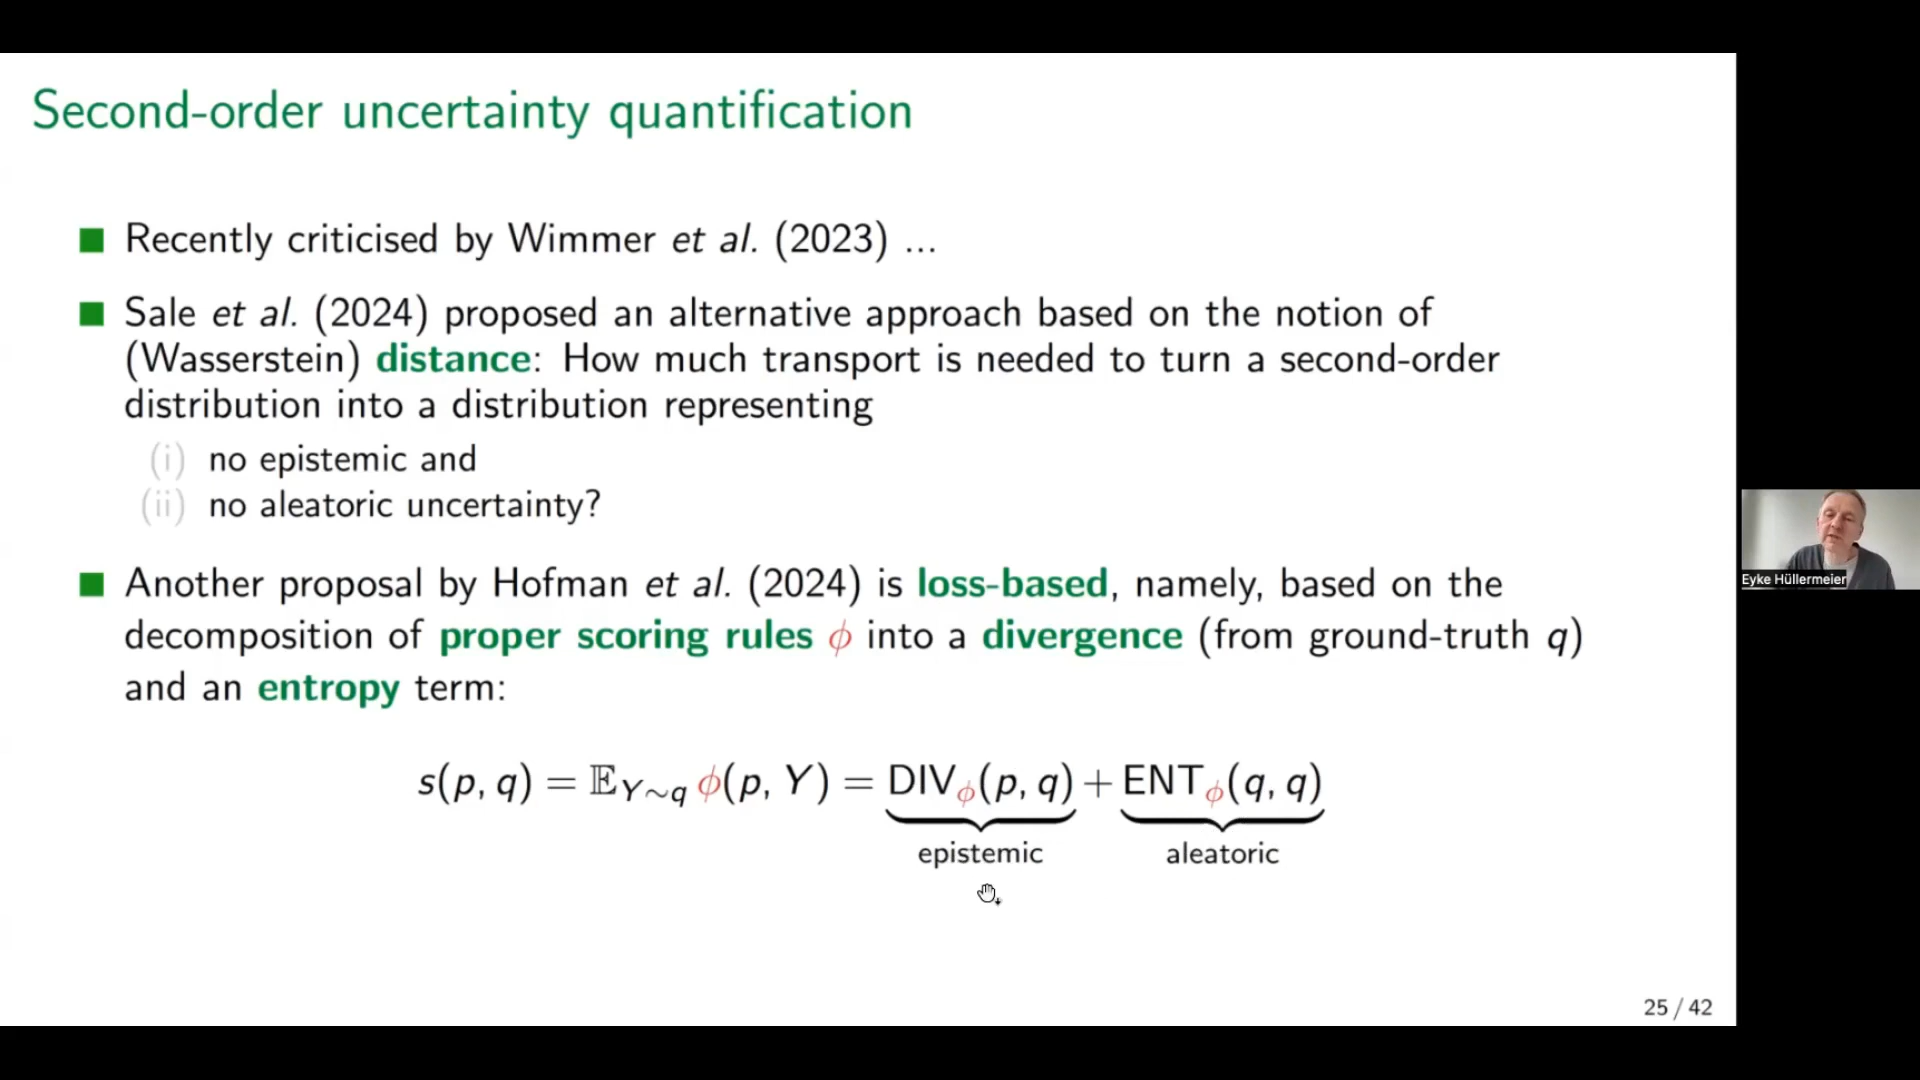 Second-order uncertainty quantification
Recently criticised by Wimmer et al. (2023) ...
Sale et al. (2024) proposed an alternative approach based on the notion of
(Wasserstein) distance: How much transport is needed to turn a second-order
distribution into a distribution representing
(i) no epistemic and
(ii) no aleatoric uncertainty?
Another proposal by Hofman et al. (2024) is loss-based, namely, based on the
decomposition of proper scoring rules ϕ into a divergence (from ground-truth q)
and an entropy term:
s(p, q) = 𝔼_{Y∼q} ϕ(p, Y) = DIV_ϕ(p, q) + ENT_ϕ(q, q)
epistemic aleatoric
Eyke Hüllermeier
25 / 42